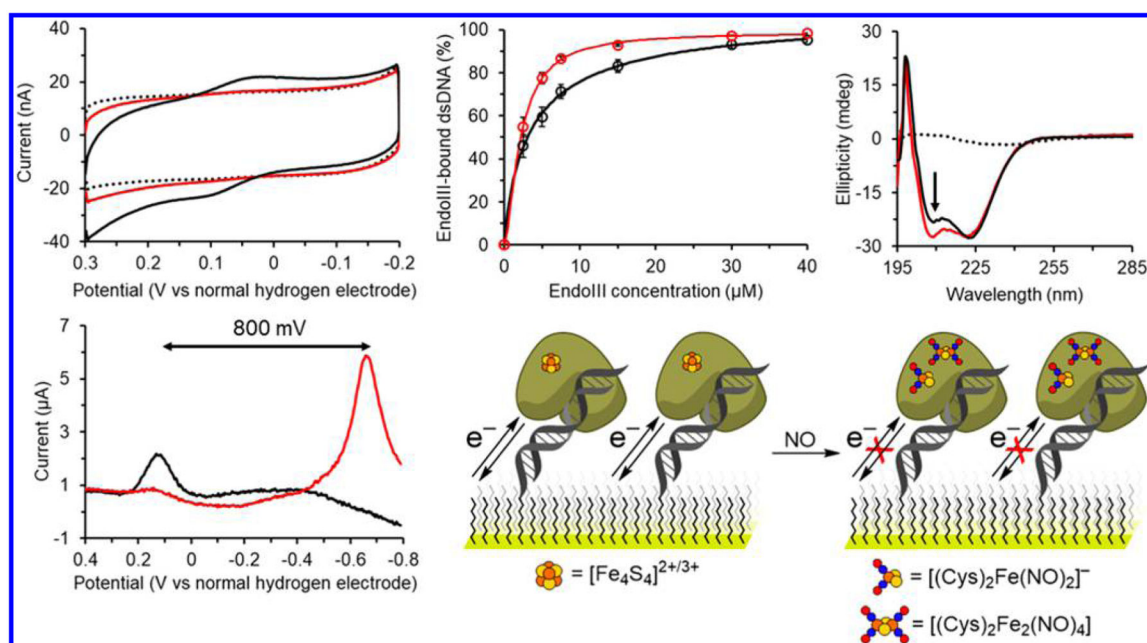 40
20
0
-20
-40
Current (nA)
0.3 0.2 0.1 0 -0.1 -0.2
Potential (V vs normal hydrogen electrode)
100
80
60
40
20
0
EndoIII-bound dsDNA (%)
0 10 20 30 40
EndoIII concentration (µM)
30
15
0
-15
-30
Ellipticity (mdeg)
195 225 255 285
Wavelength (nm)
7
5
3
1
-1
Current (µA)
800 mV
0.4 0.2 0 -0.2 -0.4 -0.6 -0.8
Potential (V vs normal hydrogen electrode)
e⁻ e⁻
NO
e⁻ e⁻
= [Fe₄S₄]²⁺/³⁺
= [(Cys)₂Fe(NO)₂]⁻
= [(Cys)₂Fe₂(NO)₄]